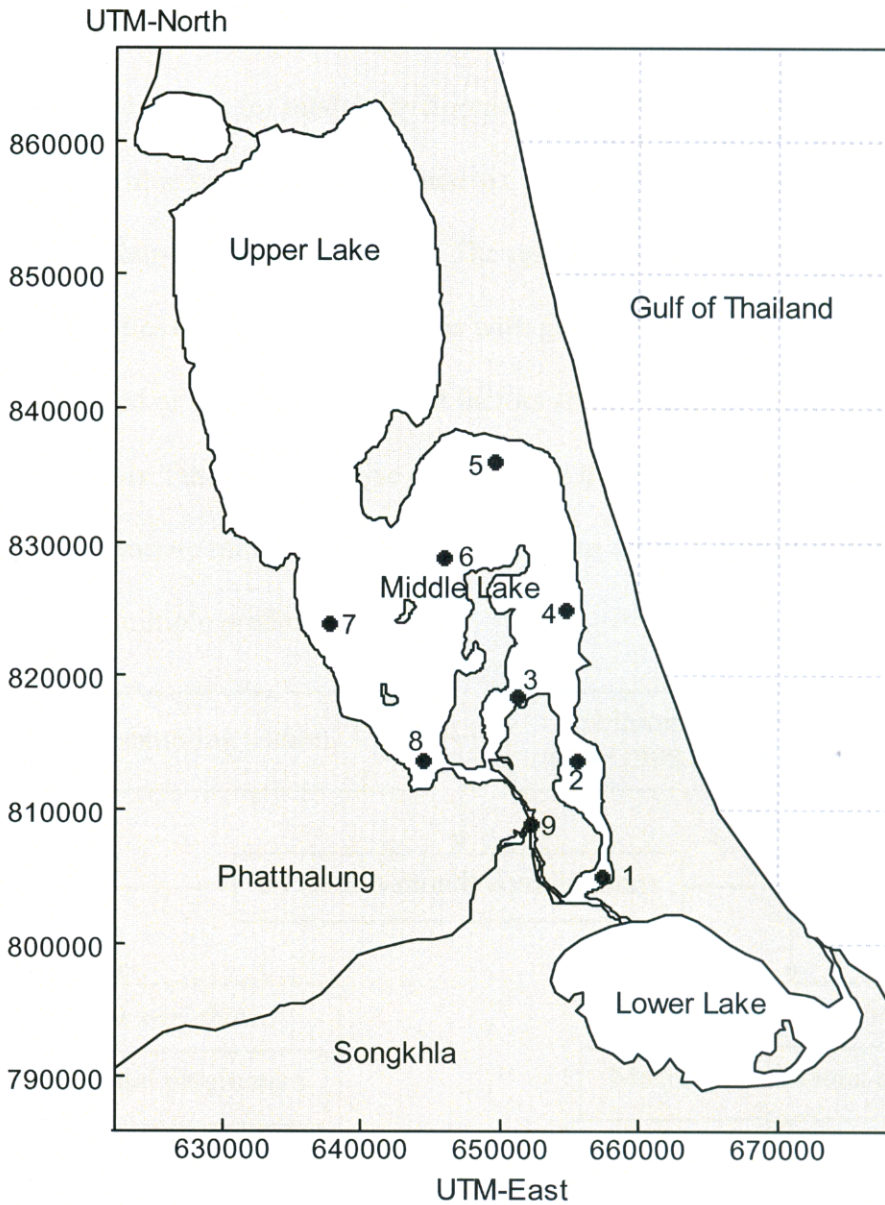 UTM-North
860000
850000
840000
830000
820000
810000
800000
790000
Upper Lake
Gulf of Thailand
5
6
Middle Lake
4
7
3
8
2
9
1
Phatthalung
Lower Lake
Songkhla
630000 640000 650000 660000 670000
UTM-East